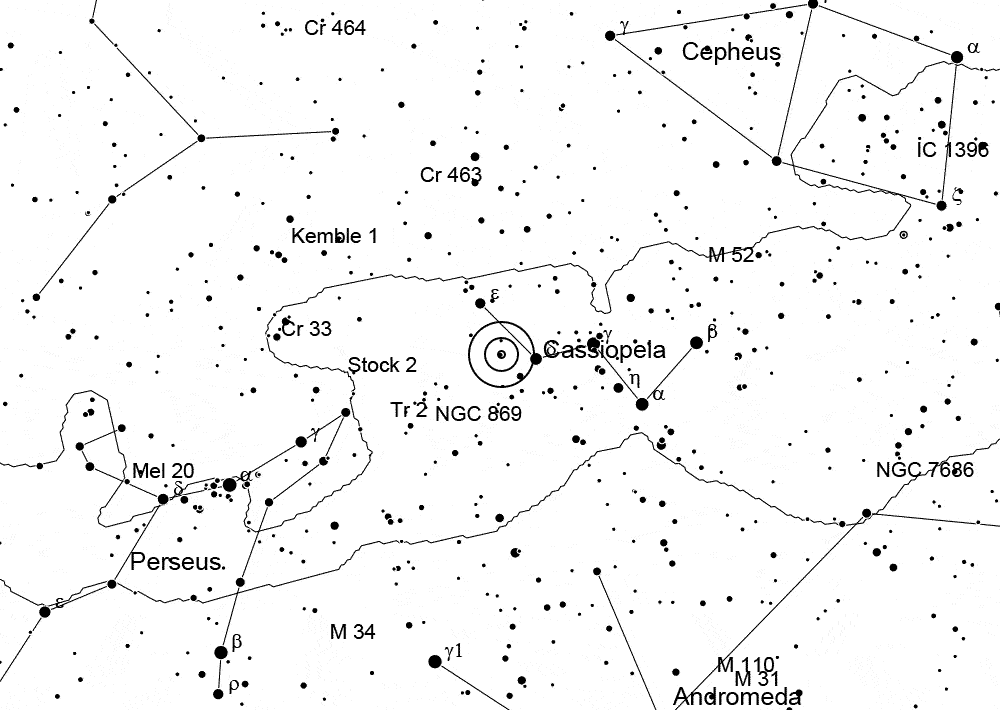 Cr 464
γ
Cepheus
α
IC 1396
Cr 463
ζ
Kemble 1
M 52
ε
Cr 33
γ
β
δ
Cassiopeia
Stock 2
η
α
Tr 2
NGC 869
γ
Mel 20
α
NGC 7686
δ
Perseus
ε
M 34
β
γ1
M 110
M 31
ρ
Andromeda